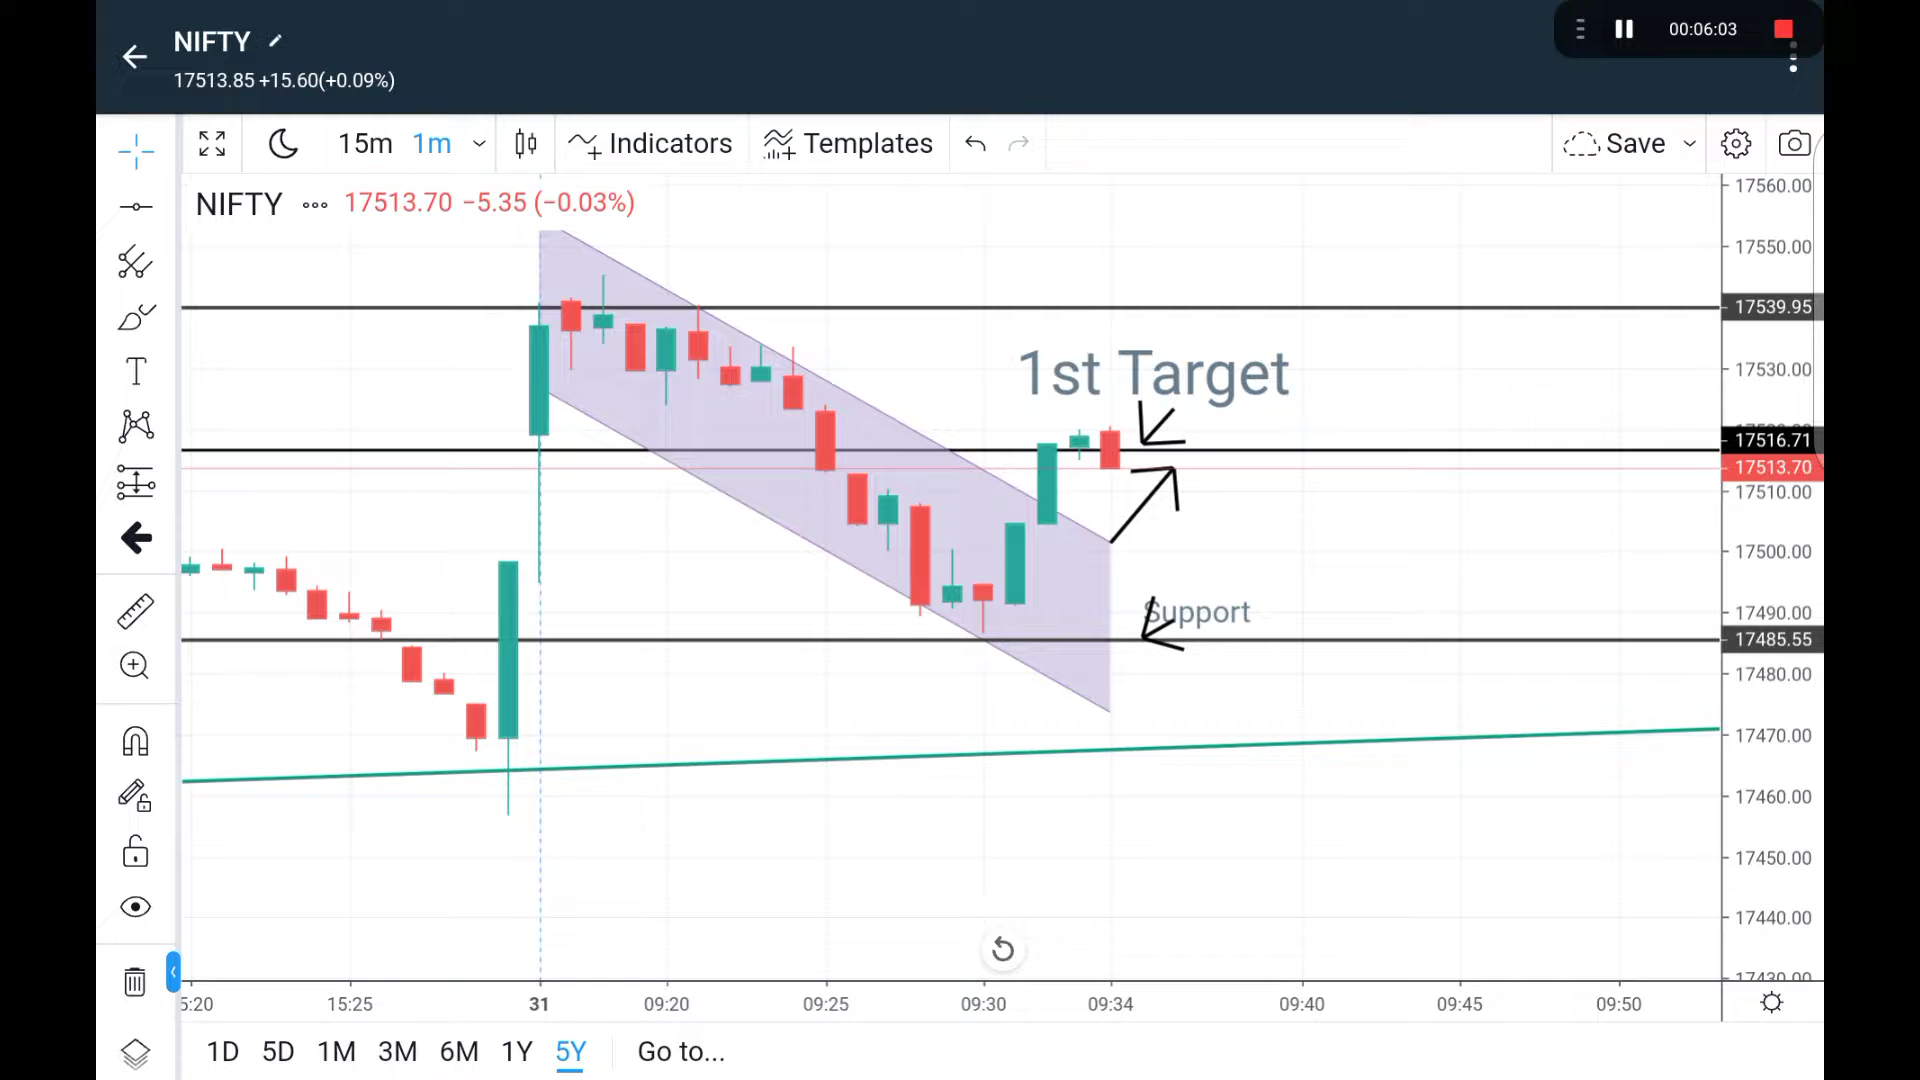 NIFTY
17513.85 +15.60(+0.09%)
00:06:03
15m 1m Indicators Templates Save
NIFTY 17513.70 −5.35 (−0.03%)
17560.00
17550.00
17539.95
17530.00
1st Target
17516.71
17513.70
17510.00
17500.00
17490.00
Support
17485.55
17480.00
17470.00
17460.00
17450.00
17440.00
17430.00
5:20 15:25 31 09:20 09:25 09:30 09:34 09:40 09:45 09:50
1D 5D 1M 3M 6M 1Y 5Y Go to...